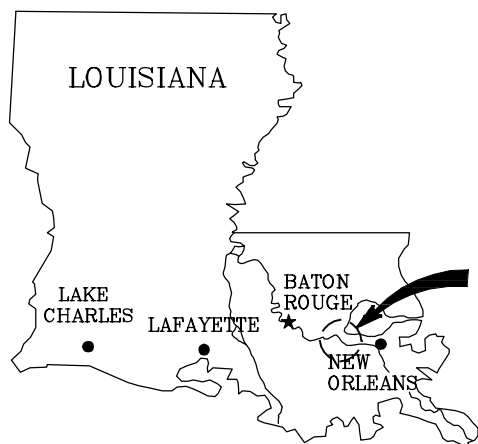 LOUISIANA
BATON
ROUGE
LAKE
CHARLES
LAFAYETTE
NEW
ORLEANS